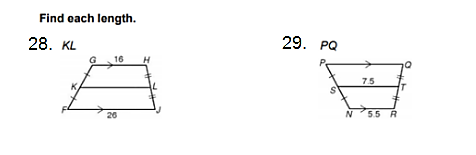 Find each length.
28. KL
G 16 H
K L
F 26 J
29. PQ
P Q
7.5
S T
N 5.5 R